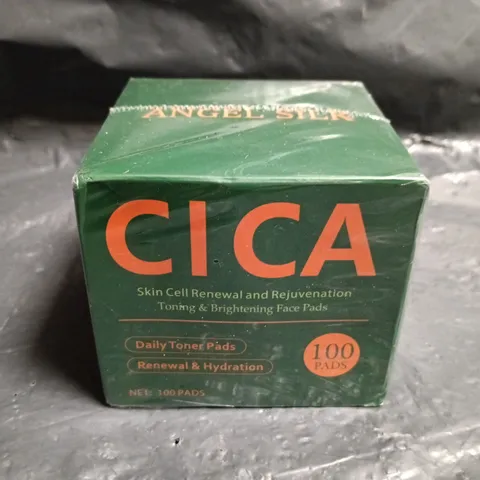 ANGEL SILK
CICA
Skin Cell Renewal and Rejuvenation
Toning & Brightening Face Pads
Daily Toner Pads
Renewal & Hydration
100
PADS
NET: 100 PADS